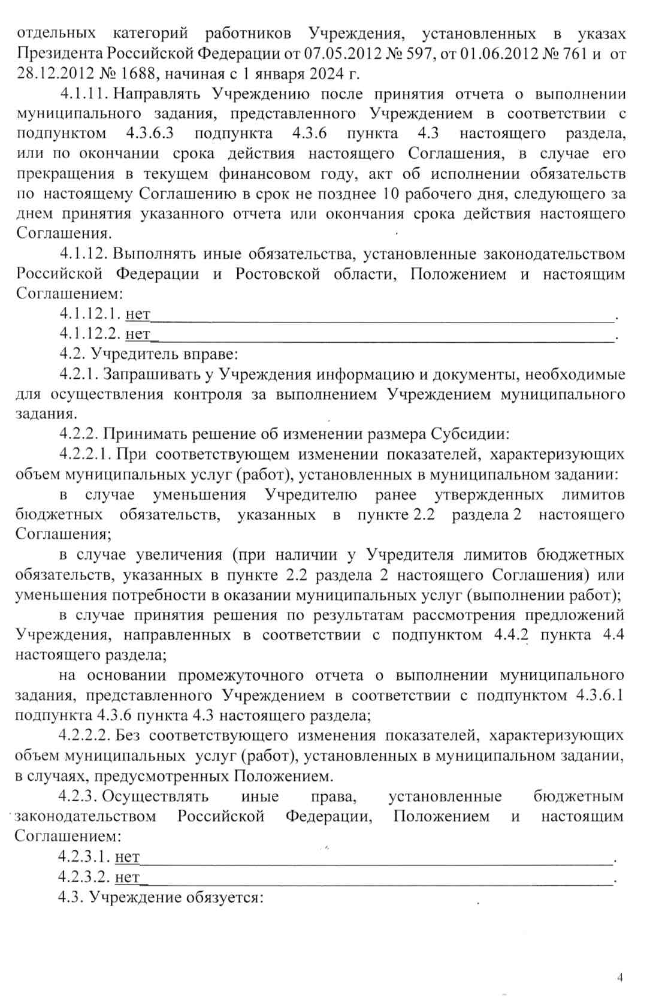 отдельных категорий работников Учреждения, установленных в указах
Президента Российской Федерации от 07.05.2012 № 597, от 01.06.2012 № 761 и от
28.12.2012 № 1688, начиная с 1 января 2024 г.
4.1.11. Направлять Учреждению после принятия отчета о выполнении
муниципального задания, представленного Учреждением в соответствии с
подпунктом 4.3.6.3 подпункта 4.3.6 пункта 4.3 настоящего раздела,
или по окончании срока действия настоящего Соглашения, в случае его
прекращения в текущем финансовом году, акт об исполнении обязательств
по настоящему Соглашению в срок не позднее 10 рабочего дня, следующего за
днем принятия указанного отчета или окончания срока действия настоящего
Соглашения.
4.1.12. Выполнять иные обязательства, установленные законодательством
Российской Федерации и Ростовской области, Положением и настоящим
Соглашением:
4.1.12.1. нет_______________________________________________.
4.1.12.2. нет_______________________________________________.
4.2. Учредитель вправе:
4.2.1. Запрашивать у Учреждения информацию и документы, необходимые
для осуществления контроля за выполнением Учреждением муниципального
задания.
4.2.2. Принимать решение об изменении размера Субсидии:
4.2.2.1. При соответствующем изменении показателей, характеризующих
объем муниципальных услуг (работ), установленных в муниципальном задании:
в случае уменьшения Учредителю ранее утвержденных лимитов
бюджетных обязательств, указанных в пункте 2.2 раздела 2 настоящего
Соглашения;
в случае увеличения (при наличии у Учредителя лимитов бюджетных
обязательств, указанных в пункте 2.2 раздела 2 настоящего Соглашения) или
уменьшения потребности в оказании муниципальных услуг (выполнении работ);
в случае принятия решения по результатам рассмотрения предложений
Учреждения, направленных в соответствии с подпунктом 4.4.2 пункта 4.4
настоящего раздела;
на основании промежуточного отчета о выполнении муниципального
задания, представленного Учреждением в соответствии с подпунктом 4.3.6.1
подпункта 4.3.6 пункта 4.3 настоящего раздела;
4.2.2.2. Без соответствующего изменения показателей, характеризующих
объем муниципальных услуг (работ), установленных в муниципальном задании,
в случаях, предусмотренных Положением.
4.2.3. Осуществлять иные права, установленные бюджетным
законодательством Российской Федерации, Положением и настоящим
Соглашением:
4.2.3.1. нет_______________________________________________.
4.2.3.2. нет_______________________________________________.
4.3. Учреждение обязуется:
4